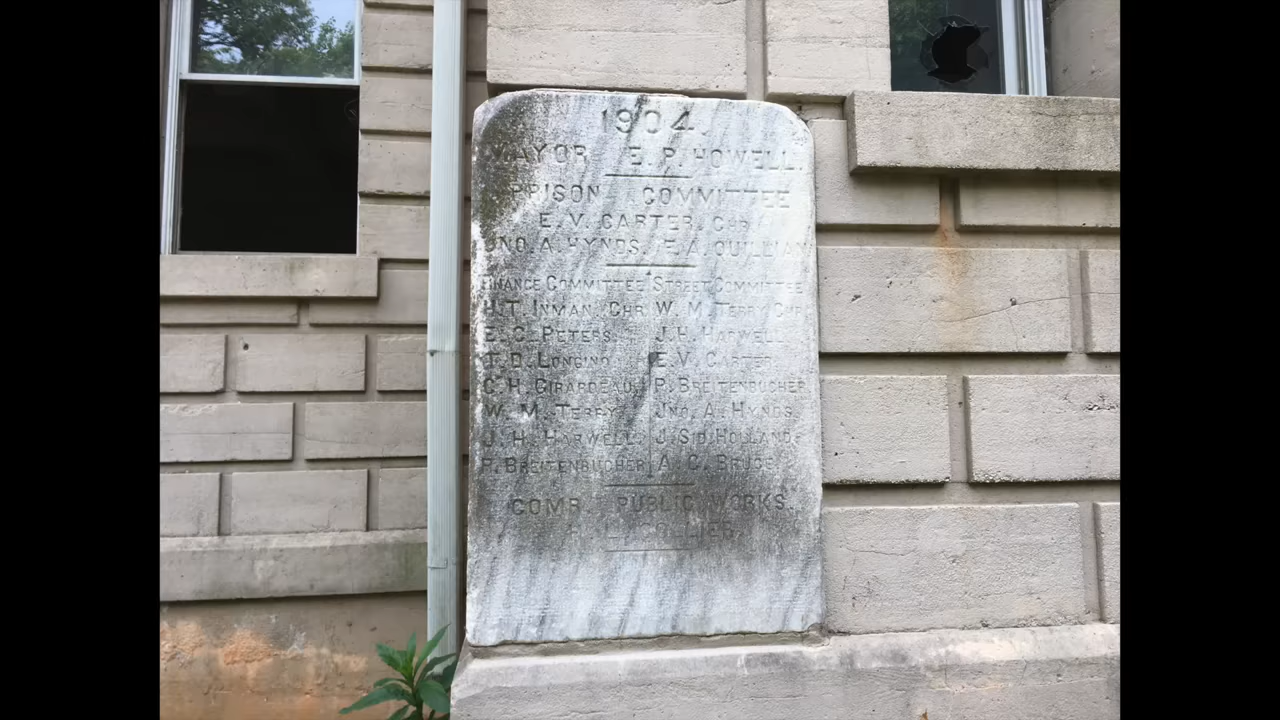 1904.
MAYOR E. P. HOWELL.
PRISON COMMITTEE
E. V. CARTER, CHR.
JNO. A. HYNDS, E. A. QUILLIAN
FINANCE COMMITTEE STREET COMMITTEE
H. T. INMAN, CHR. W. M. TERRY CHR.
E. C. PETERS J. H. HARWELL
T. D. LONGINO E. V. CARTER
C. H. GIRARDEAU P. BREITENBUCHER
W. M. TERRY JNO. A. HYNDS.
J. H. HARWELL J. SID HOLLAND.
P. BREITENBUCHER A. C. BRUCE
COMR. PUBLIC WORKS.